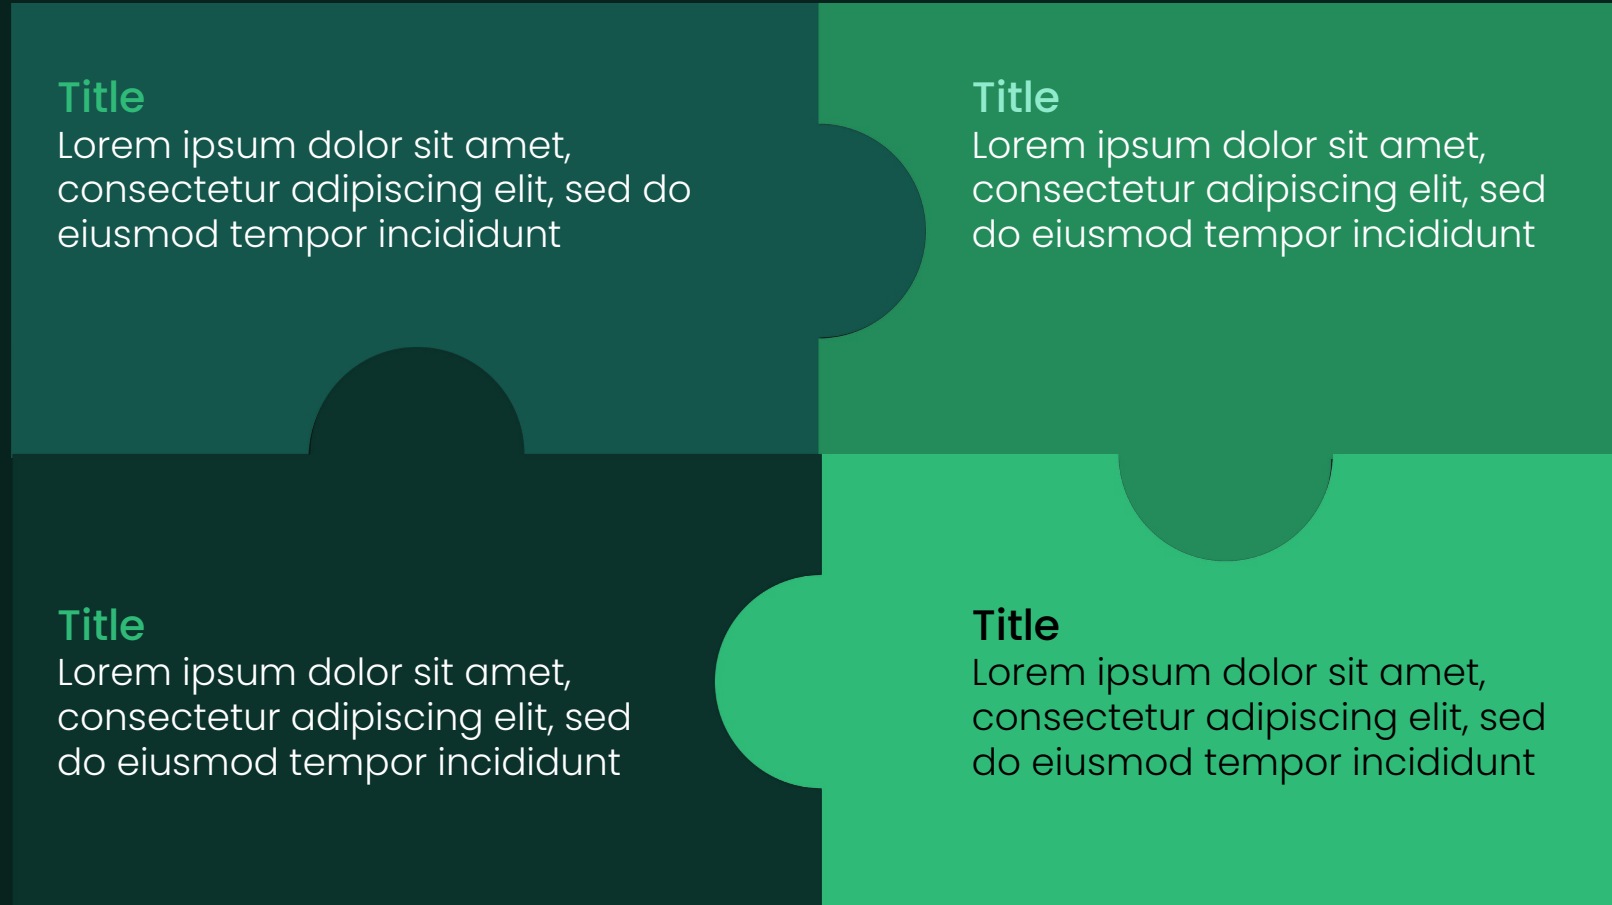 Title
Lorem ipsum dolor sit amet,
consectetur adipiscing elit, sed do
eiusmod tempor incididunt
Title
Lorem ipsum dolor sit amet,
consectetur adipiscing elit, sed
do eiusmod tempor incididunt
Title
Lorem ipsum dolor sit amet,
consectetur adipiscing elit, sed
do eiusmod tempor incididunt
Title
Lorem ipsum dolor sit amet,
consectetur adipiscing elit, sed
do eiusmod tempor incididunt